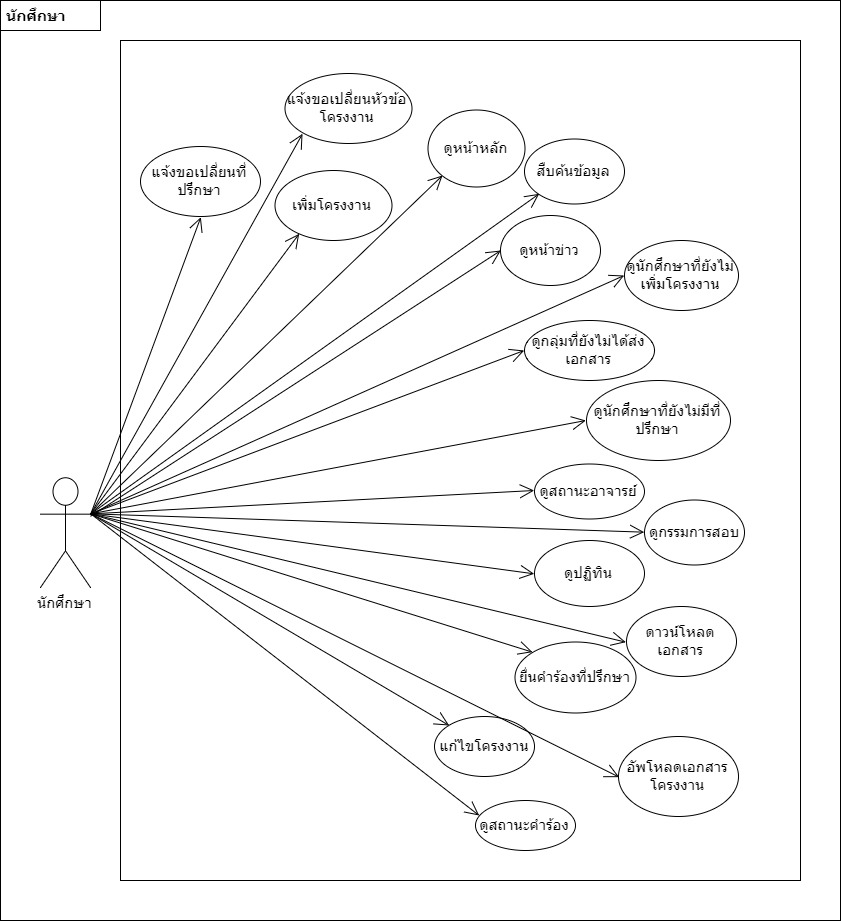 นักศึกษา
แจ้งขอเปลี่ยนหัวข้อ
โครงงาน
ดูหน้าหลัก
แจ้งขอเปลี่ยนที่
ปรึกษา
สืบค้นข้อมูล
เพิ่มโครงงาน
ดูหน้าข่าว
ดูนักศึกษาที่ยังไม่
เพิ่มโครงงาน
ดูกลุ่มที่ยังไม่ได้ส่ง
เอกสาร
ดูนักศึกษาที่ยังไม่มีที่
ปรึกษา
ดูสถานะอาจารย์
ดูกรรมการสอบ
ดูปฏิทิน
นักศึกษา
ดาวน์โหลด
เอกสาร
ยื่นคำร้องที่ปรึกษา
แก้ไขโครงงาน
อัพโหลดเอกสาร
โครงงาน
ดูสถานะคำร้อง